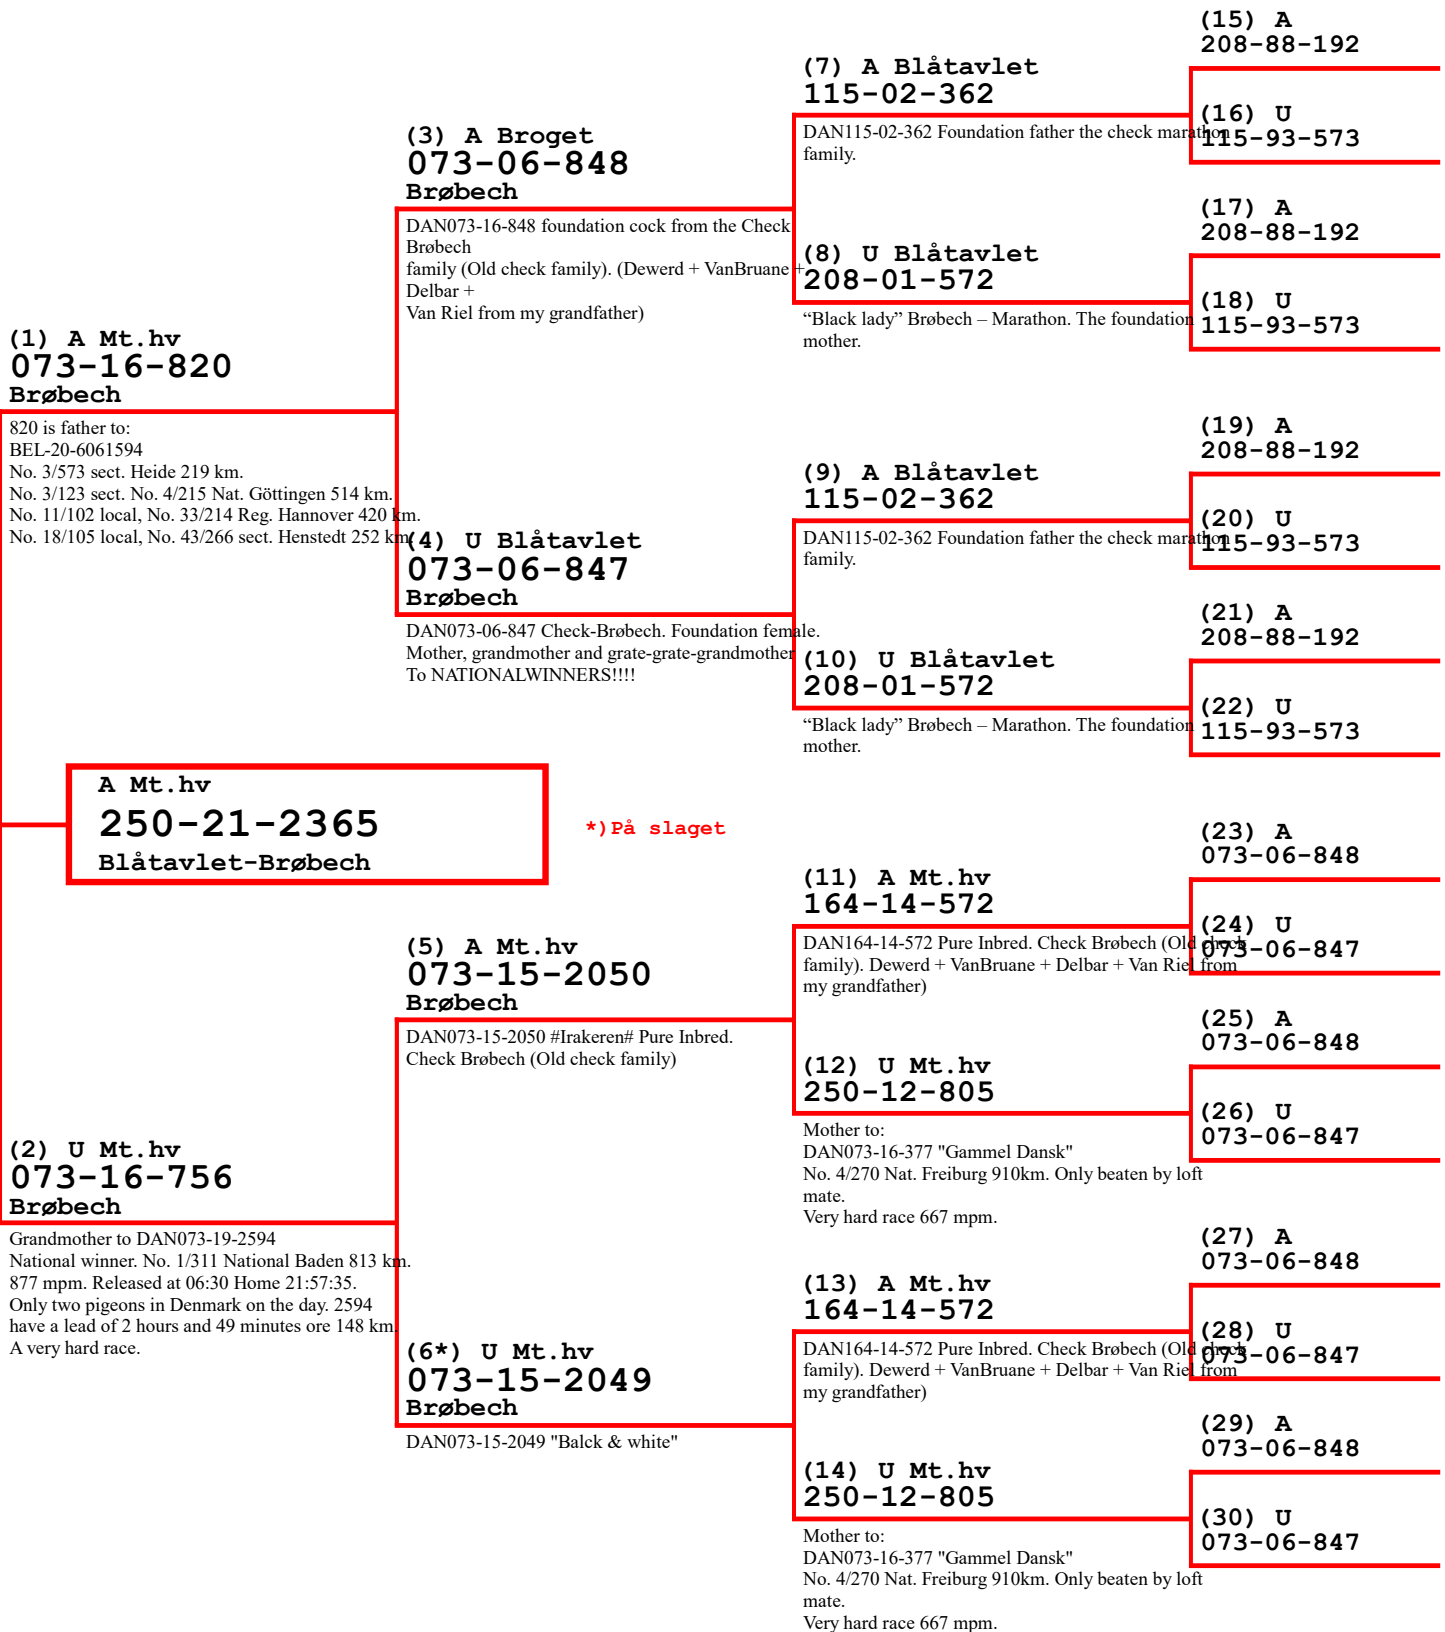 (1) A Mt.hv
073-16-820
Brøbech
820 is father to:
BEL-20-6061594
No. 3/573 sect. Heide 219 km.
No. 3/123 sect. No. 4/215 Nat. Göttingen 514 km.
No. 11/102 local, No. 33/214 Reg. Hannover 420 km.
No. 18/105 local, No. 43/266 sect. Henstedt 252 km.
A Mt.hv
250-21-2365
Blåtavlet-Brøbech
*)På slaget
(2) U Mt.hv
073-16-756
Brøbech
Grandmother to DAN073-19-2594
National winner. No. 1/311 National Baden 813 km.
877 mpm. Released at 06:30 Home 21:57:35.
Only two pigeons in Denmark on the day. 2594
have a lead of 2 hours and 49 minutes ore 148 km.
A very hard race.
(3) A Broget
073-06-848
Brøbech
DAN073-16-848 foundation cock from the Check
Brøbech
family (Old check family). (Dewerd + VanBruane +
Delbar +
Van Riel from my grandfather)
(4) U Blåtavlet
073-06-847
Brøbech
DAN073-06-847 Check-Brøbech. Foundation female.
Mother, grandmother and grate-grate-grandmother
To NATIONALWINNERS!!!!
(5) A Mt.hv
073-15-2050
Brøbech
DAN073-15-2050 #Irakeren# Pure Inbred.
Check Brøbech (Old check family)
(6*) U Mt.hv
073-15-2049
Brøbech
DAN073-15-2049 "Balck & white"
(7) A Blåtavlet
115-02-362
DAN115-02-362 Foundation father the check marathon
family.
(8) U Blåtavlet
208-01-572
“Black lady” Brøbech – Marathon. The foundation
mother.
(9) A Blåtavlet
115-02-362
DAN115-02-362 Foundation father the check marathon
family.
(10) U Blåtavlet
208-01-572
“Black lady” Brøbech – Marathon. The foundation
mother.
(11) A Mt.hv
164-14-572
DAN164-14-572 Pure Inbred. Check Brøbech (Old check
family). Dewerd + VanBruane + Delbar + Van Riel from
my grandfather)
(12) U Mt.hv
250-12-805
Mother to:
DAN073-16-377 "Gammel Dansk"
No. 4/270 Nat. Freiburg 910km. Only beaten by loft
mate.
Very hard race 667 mpm.
(13) A Mt.hv
164-14-572
DAN164-14-572 Pure Inbred. Check Brøbech (Old check
family). Dewerd + VanBruane + Delbar + Van Riel from
my grandfather)
(14) U Mt.hv
250-12-805
Mother to:
DAN073-16-377 "Gammel Dansk"
No. 4/270 Nat. Freiburg 910km. Only beaten by loft
mate.
Very hard race 667 mpm.
(15) A
208-88-192
(16) U
115-93-573
(17) A
208-88-192
(18) U
115-93-573
(19) A
208-88-192
(20) U
115-93-573
(21) A
208-88-192
(22) U
115-93-573
(23) A
073-06-848
(24) U
073-06-847
(25) A
073-06-848
(26) U
073-06-847
(27) A
073-06-848
(28) U
073-06-847
(29) A
073-06-848
(30) U
073-06-847